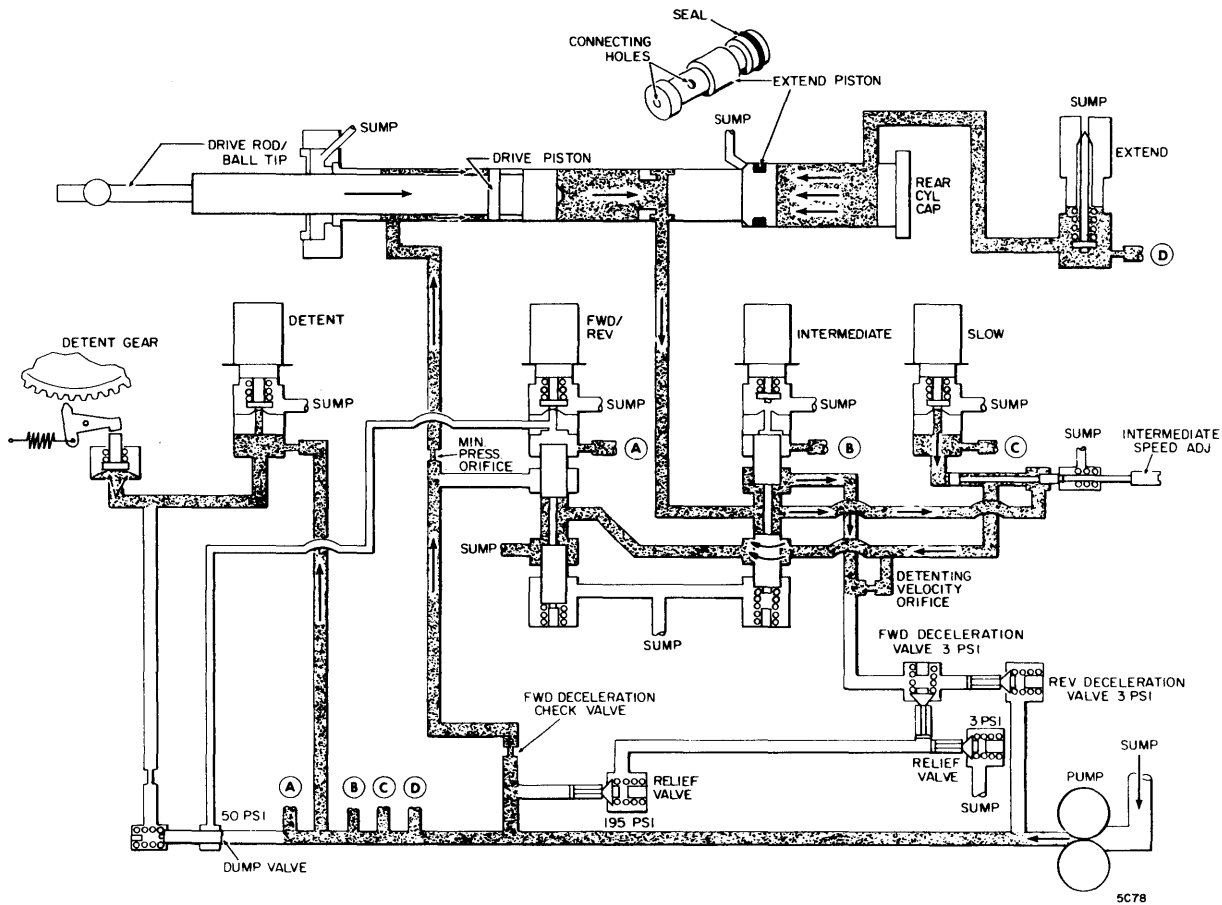 SEAL
CONNECTING
HOLES
EXTEND PISTON
SUMP
SUMP
SUMP
EXTEND
DRIVE ROD/
BALL TIP
DRIVE PISTON
REAR
CYL
CAP
D
DETENT
FWD/
REV
INTERMEDIATE
SLOW
DETENT GEAR
SUMP
SUMP
SUMP
SUMP
A
B
C
SUMP
INTERMEDIATE
SPEED ADJ
MIN.
PRESS
ORIFICE
SUMP
DETENTING
VELOCITY
ORIFICE
SUMP
FWD DECELERATION
VALVE 3 PSI
REV DECELERATION
VALVE 3 PSI
FWD DECELERATION
CHECK VALVE
3 PSI
RELIEF
VALVE
SUMP
SUMP
PUMP
RELIEF
VALVE
195 PSI
A
B
C
D
50 PSI
DUMP VALVE
5C78